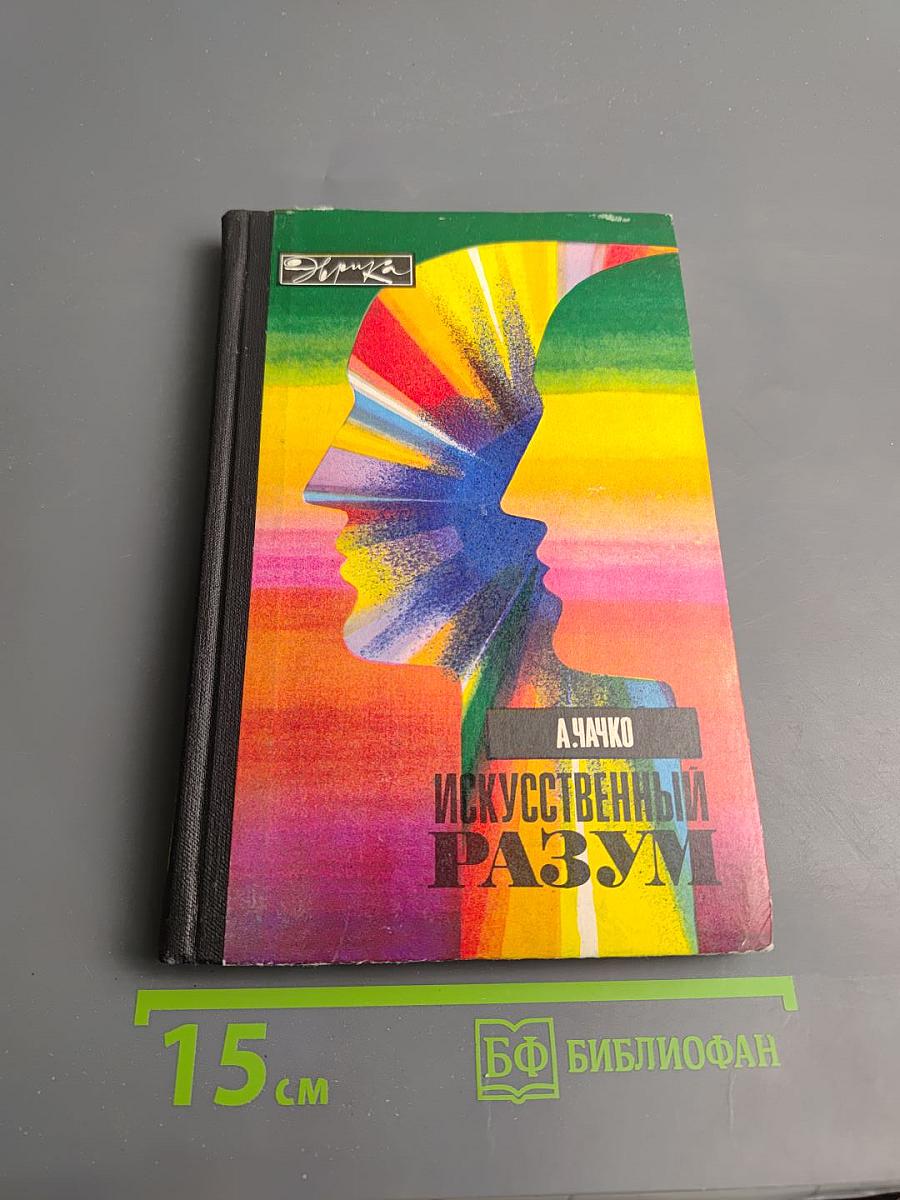 Эврика
А.ЧАЧКО
ИСКУССТВЕННЫЙ
РАЗУМ
15 см
БФ БИБЛИОФАН